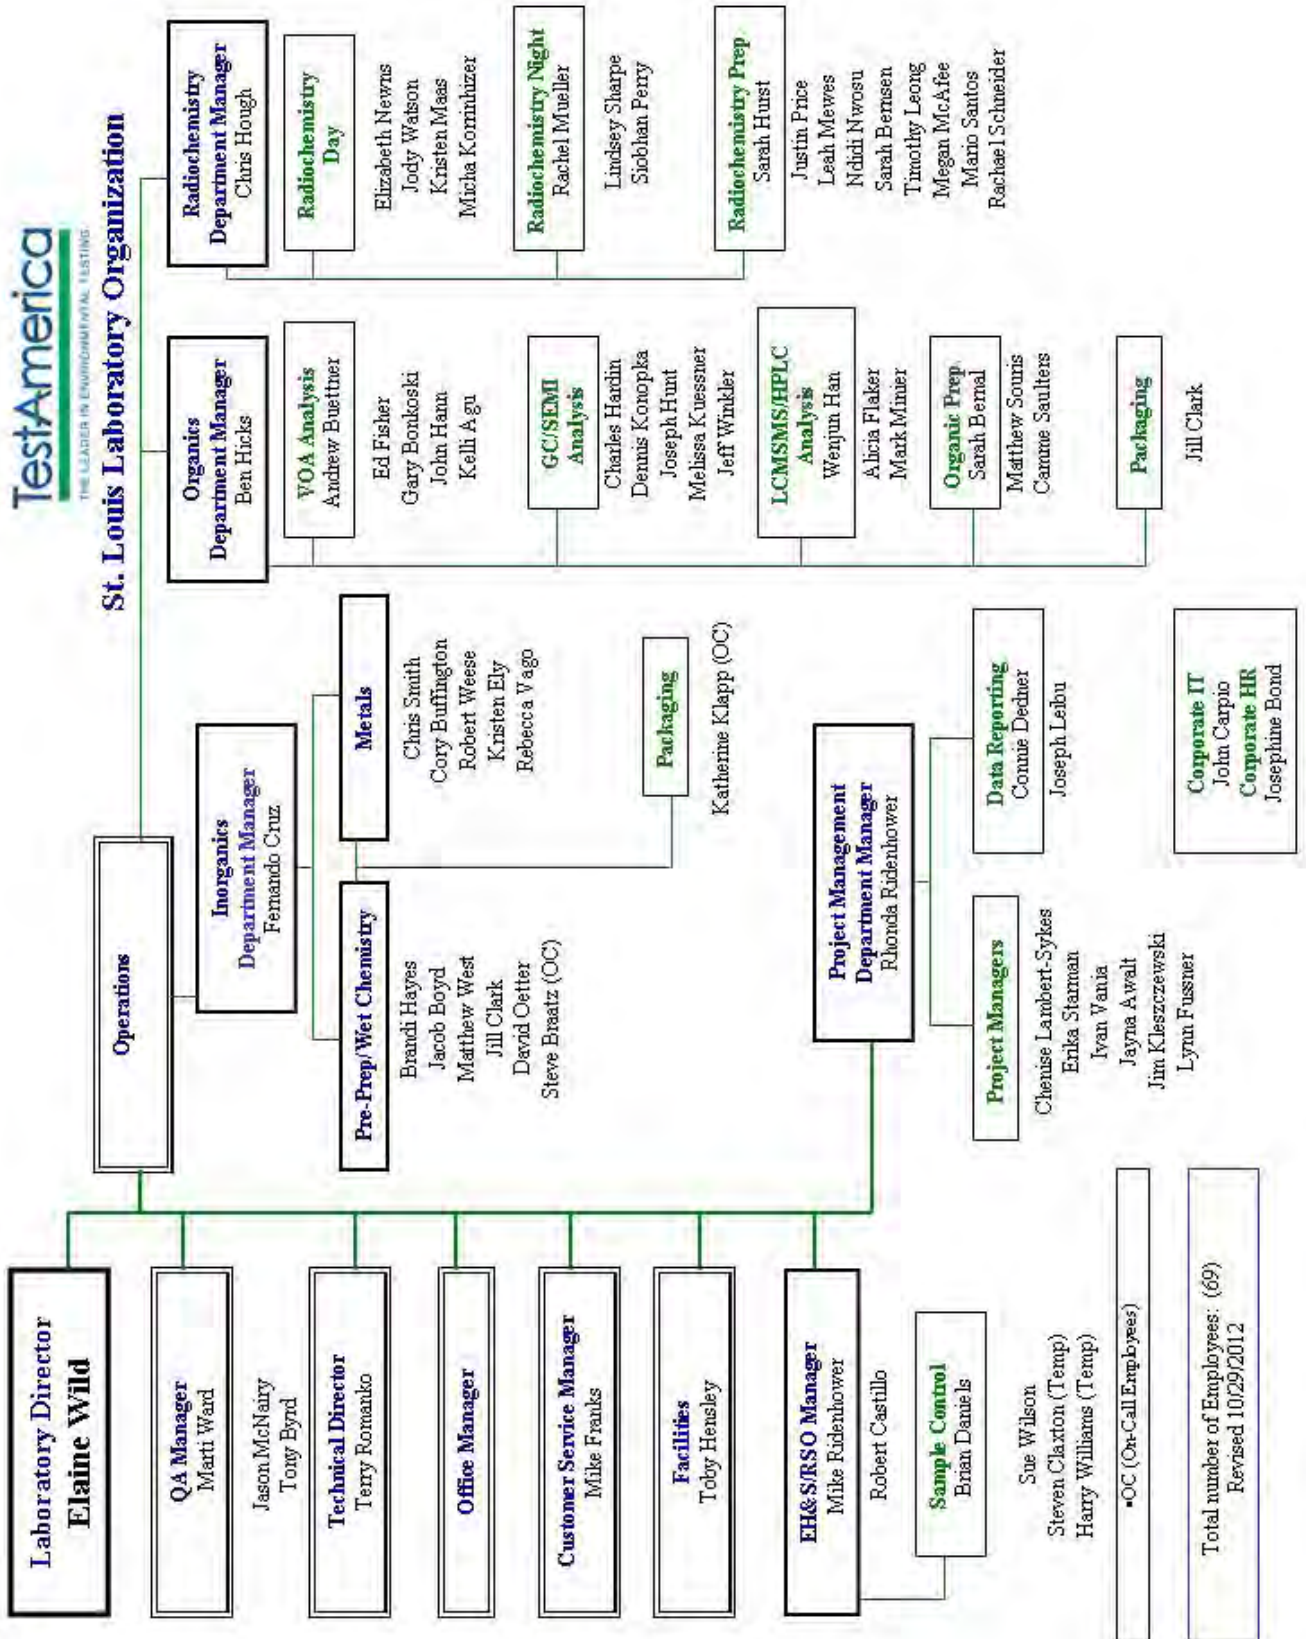 TestAmerica
THE LEADER IN ENVIRONMENTAL TESTING
St. Louis Laboratory Organization
Laboratory Director
Elaine Wild
QA Manager
Marti Ward
Jason McNairy
Tony Byrd
Technical Director
Terry Romanko
Office Manager
Customer Service Manager
Mike Franks
Facilities
Toby Hensley
EH&S/RSO Manager
Mike Ridenhower
Robert Castillo
Sample Control
Brian Daniels
Sue Wilson
Steven Claxton (Temp)
Harry Williams (Temp)
•OC (On-Call Employees)
Total number of Employees: (69)
Revised 10/29/2012
Operations
Inorganics
Department Manager
Fernando Cruz
Pre-Prep/Wet Chemistry
Brandi Hayes
Jacob Boyd
Matthew West
Jill Clark
David Oetter
Steve Braatz (OC)
Metals
Chris Smith
Cory Buffington
Robert Weese
Kristen Ely
Rebecca Vago
Packaging
Katherine Klapp (OC)
Project Management
Department Manager
Rhonda Ridenhower
Project Managers
Chenise Lambert-Sykes
Erika Starman
Ivan Vania
Jayna Awalt
Jim Kleszczewski
Lynn Fussner
Data Reporting
Connie Dedner
Joseph Leibu
Corporate IT
John Carpio
Corporate HR
Josephine Bond
Organics
Department Manager
Ben Hicks
VOA Analysis
Andrew Buettner
Ed Fisher
Gary Bonkoski
John Hann
Kelli Agu
GC/SEMI
Analysis
Charles Hardin
Dennis Konopka
Joseph Hunt
Melissa Kuessner
Jeff Winkler
LCMSMS/HPLC
Analysis
Wenjun Han
Alicia Flaker
Mark Miner
Organic Prep
Sarah Bernal
Matthew Souris
Camme Saulters
Packaging
Jill Clark
Radiochemistry
Department Manager
Chris Hough
Radiochemistry
Day
Elizabeth Newns
Jody Watson
Kristen Maas
Micha Kornhizer
Radiochemistry Night
Rachel Mueller
Lindsey Sharpe
Siobhan Perry
Radiochemistry Prep
Sarah Hurst
Justin Price
Leah Mewes
Ndidi Nwosu
Sarah Bernsen
Timothy Leong
Megan McAfee
Mario Santos
Rachael Schneider